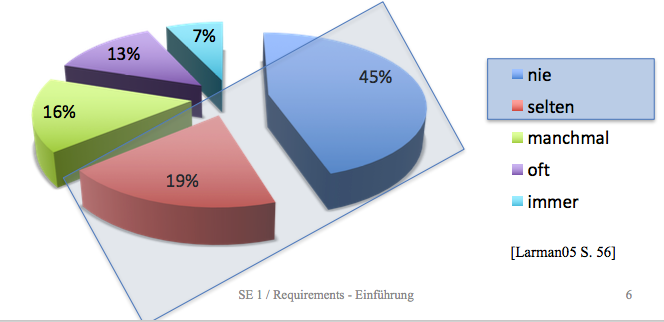 7%
13%
45%
16%
19%
nie
selten
manchmal
oft
immer
[Larman05 S. 56]
SE 1 / Requirements - Einführung
6